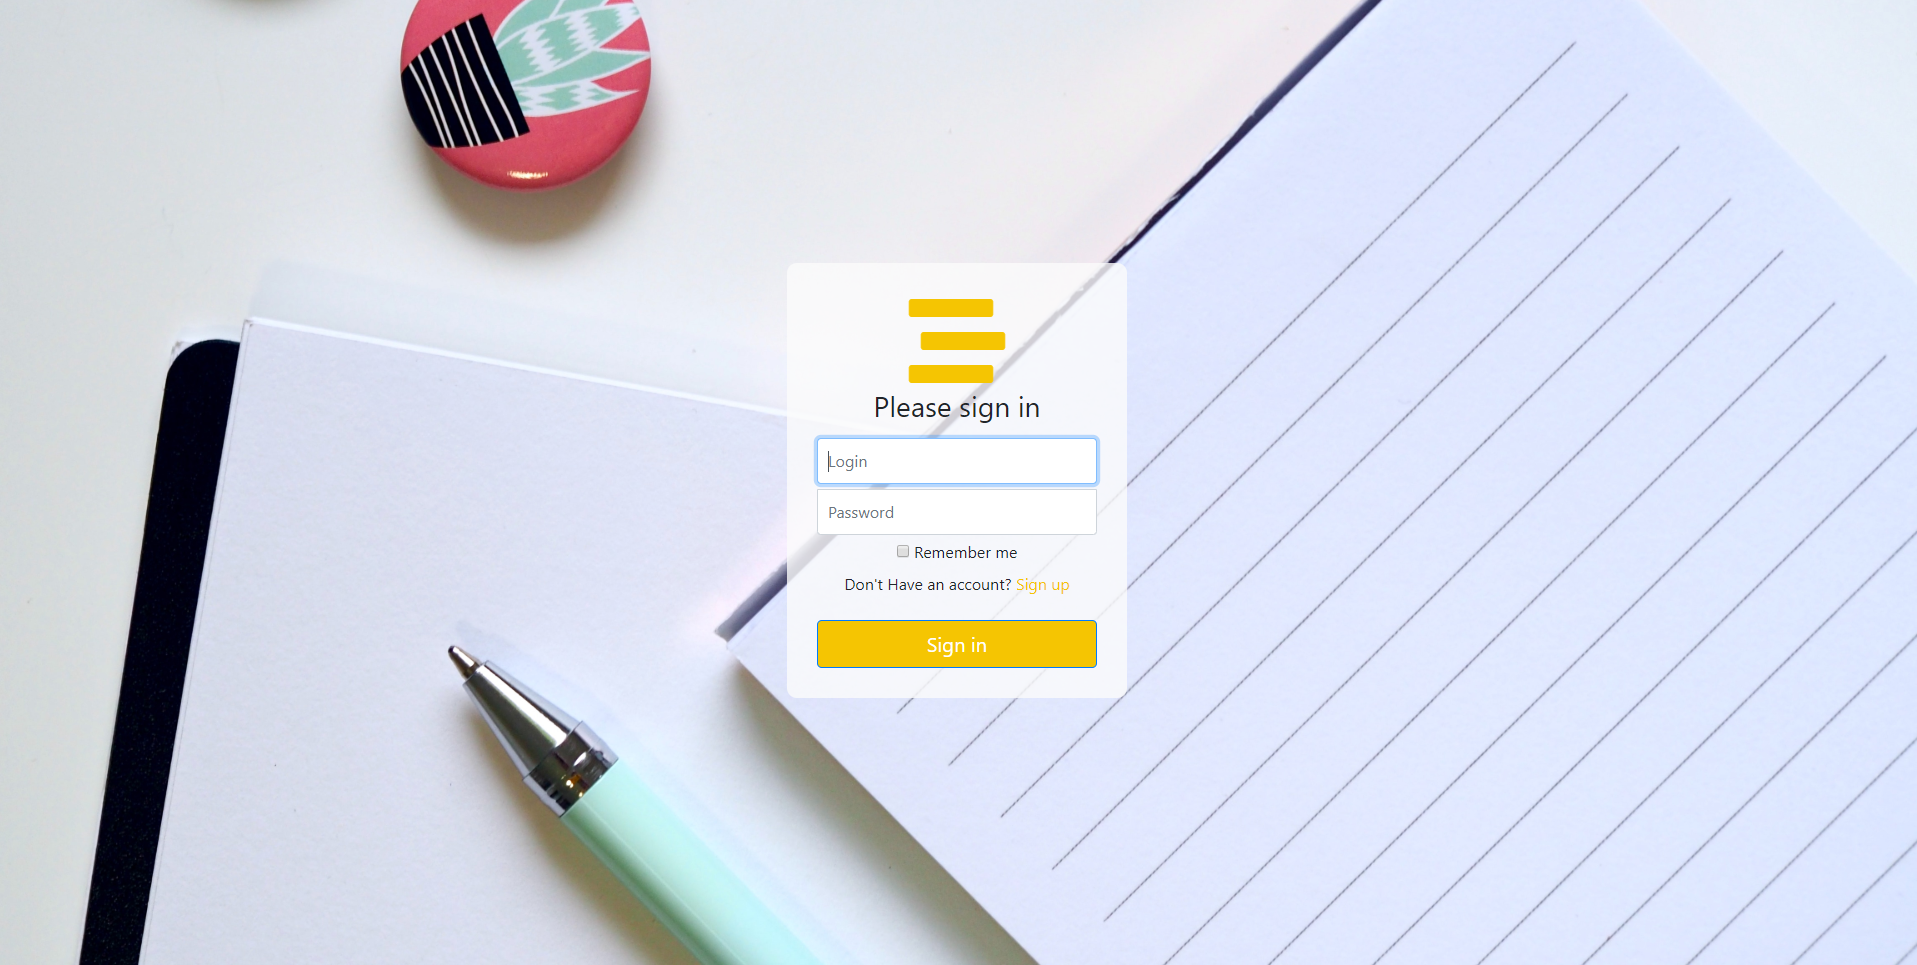 Please sign in
Login
Password
Remember me
Don't Have an account? Sign up
Sign in